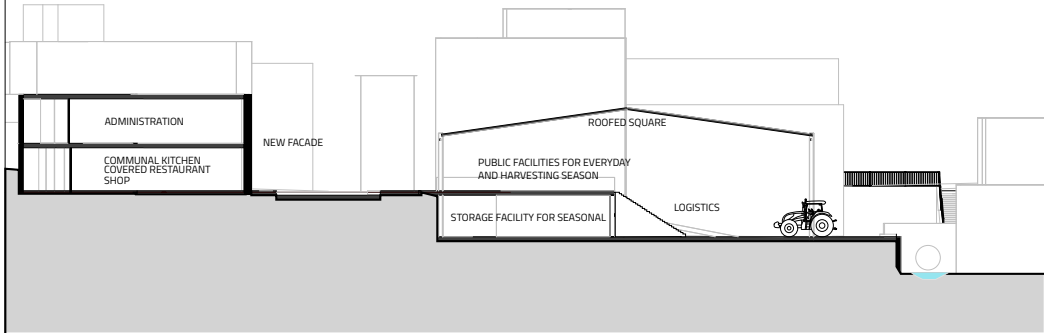 ADMINISTRATION
COMMUNAL KITCHEN
COVERED RESTAURANT
SHOP
NEW FACADE
ROOFED SQUARE
PUBLIC FACILITIES FOR EVERYDAY
AND HARVESTING SEASON
STORAGE FACILITY FOR SEASONAL
LOGISTICS